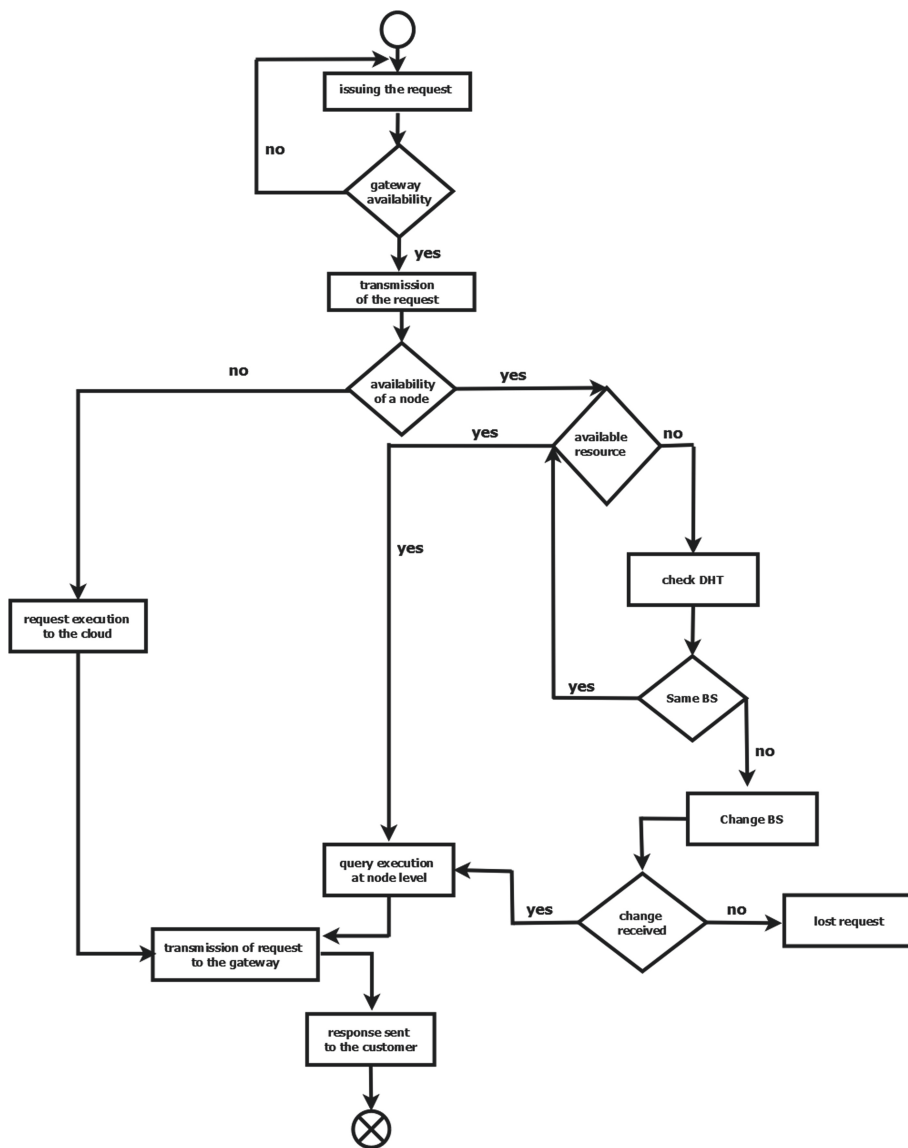 issuing the request
no
gateway
availability
yes
transmission
of the request
no
availability
of a node
yes
yes
available
resource
no
yes
check DHT
request execution
to the cloud
yes
Same BS
no
Change BS
query execution
at node level
yes
change
received
no
lost request
transmission of request
to the gateway
response sent
to the customer